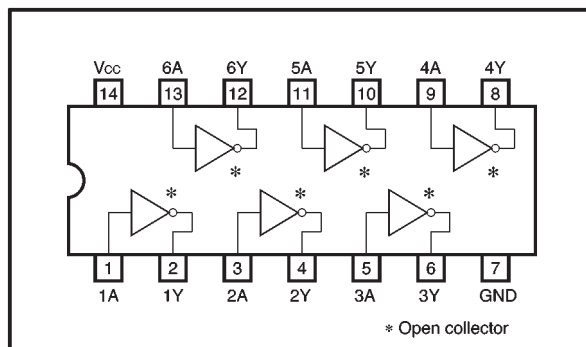 Vcc 6A 6Y 5A 5Y 4A 4Y
14 13 12 11 10 9 8
* * *
* * *
1 2 3 4 5 6 7
1A 1Y 2A 2Y 3A 3Y GND
* Open collector